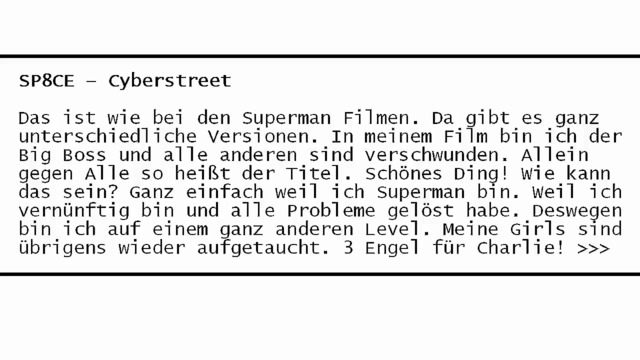 SP8CE – Cyberstreet
Das ist wie bei den Superman Filmen. Da gibt es ganz
unterschiedliche Versionen. In meinem Film bin ich der
Big Boss und alle anderen sind verschwunden. Allein
gegen Alle so heißt der Titel. Schönes Ding! Wie kann
das sein? Ganz einfach weil ich Superman bin. Weil ich
vernünftig bin und alle Probleme gelöst habe. Deswegen
bin ich auf einem ganz anderen Level. Meine Girls sind
übrigens wieder aufgetaucht. 3 Engel für Charlie! >>>